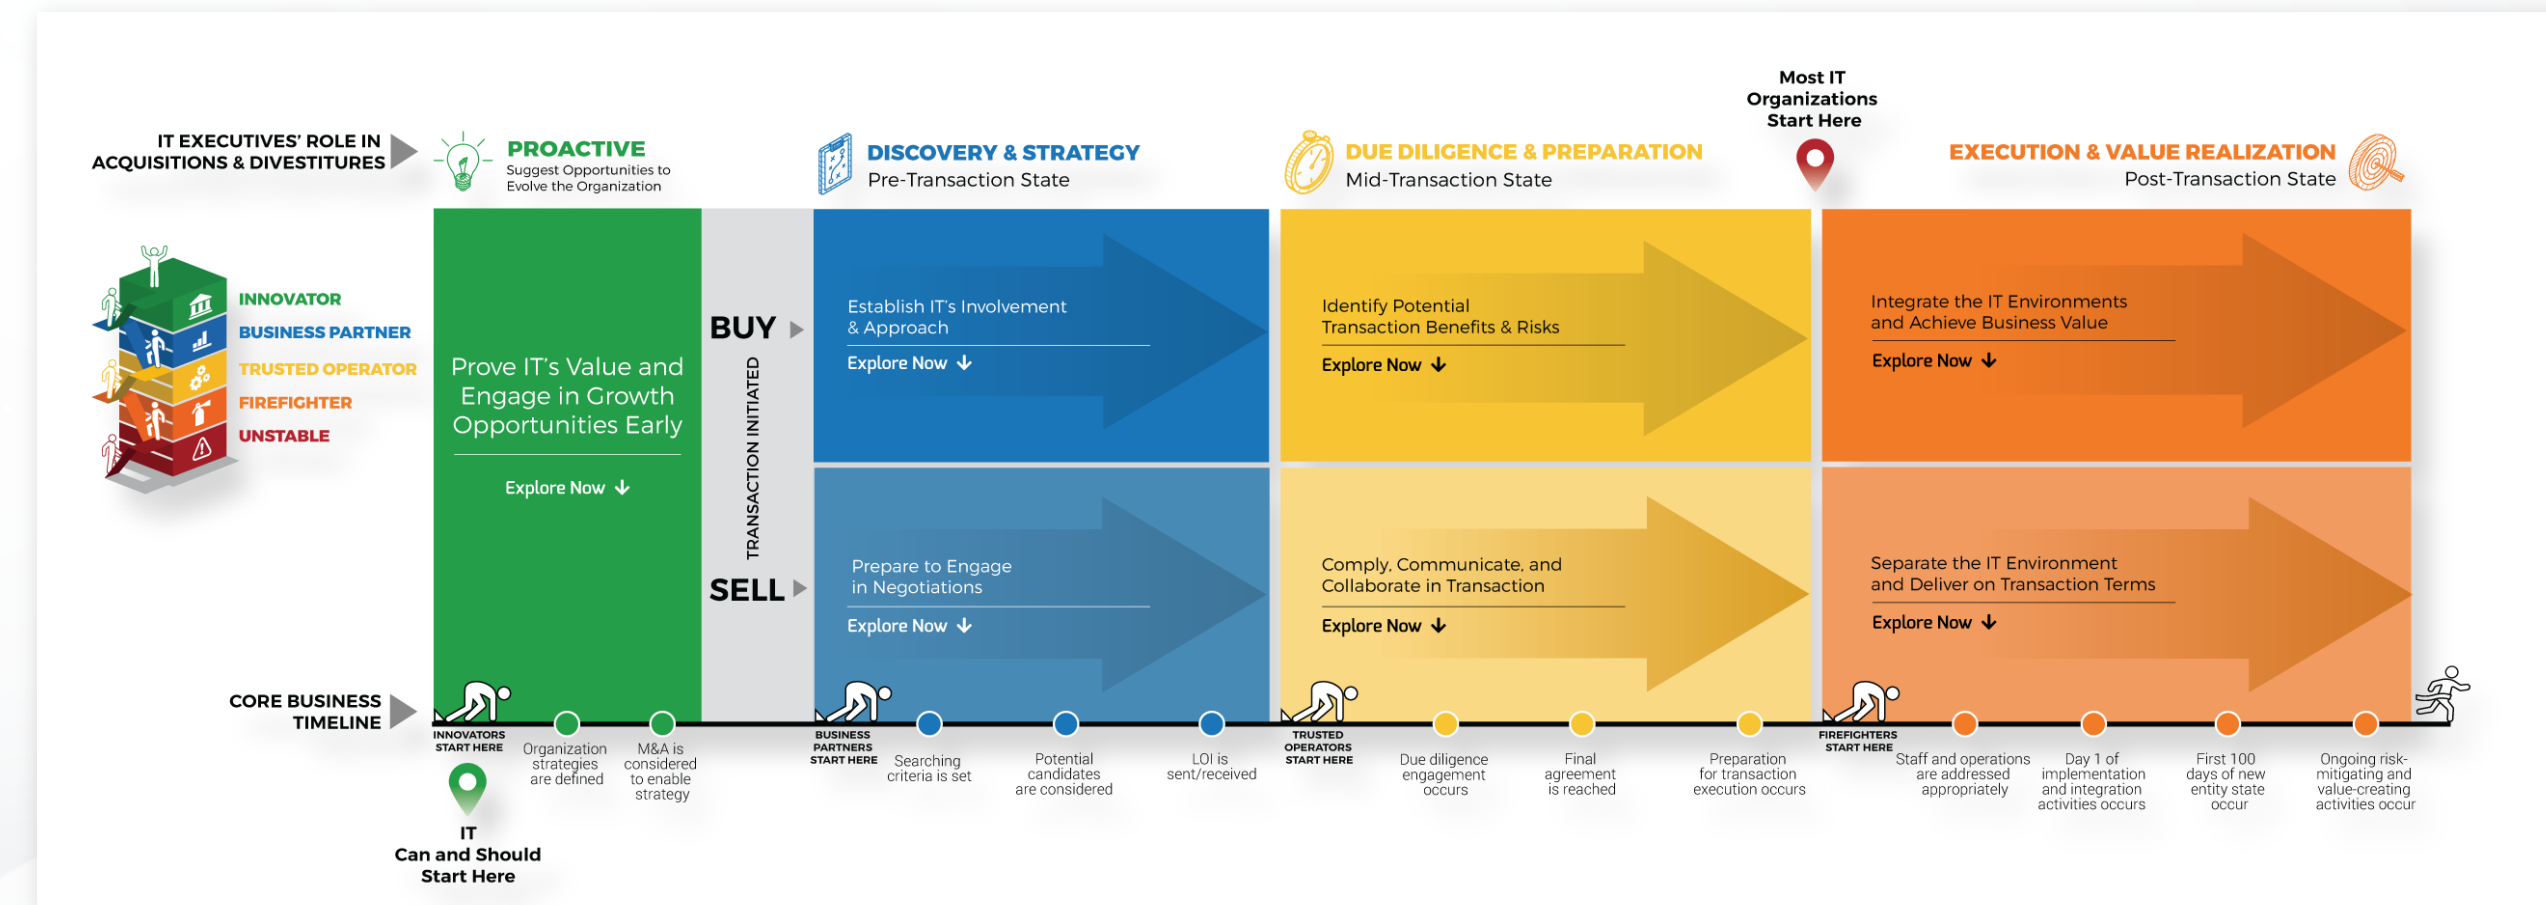 Most IT
Organizations
Start Here
IT EXECUTIVES' ROLE IN
ACQUISITIONS & DIVESTITURES
PROACTIVE
Suggest Opportunities to
Evolve the Organization
DISCOVERY & STRATEGY
Pre-Transaction State
DUE DILIGENCE & PREPARATION
Mid-Transaction State
EXECUTION & VALUE REALIZATION
Post-Transaction State
INNOVATOR
BUSINESS PARTNER
TRUSTED OPERATOR
FIREFIGHTER
UNSTABLE
Prove IT's Value and
Engage in Growth
Opportunities Early
Explore Now
BUY
TRANSACTION INITIATED
SELL
Establish IT's Involvement
& Approach
Explore Now
Identify Potential
Transaction Benefits & Risks
Explore Now
Integrate the IT Environments
and Achieve Business Value
Explore Now
Prepare to Engage
in Negotiations
Explore Now
Comply, Communicate, and
Collaborate in Transaction
Explore Now
Separate the IT Environment
and Deliver on Transaction Terms
Explore Now
CORE BUSINESS
TIMELINE
INNOVATORS
START HERE
Organization
strategies
are defined
M&A is
considered
to enable
strategy
BUSINESS
PARTNERS
START HERE
Searching
criteria is set
Potential
candidates
are considered
LOI is
sent/received
TRUSTED
OPERATORS
START HERE
Due diligence
engagement
occurs
Final
agreement
is reached
Preparation
for transaction
execution occurs
FIREFIGHTERS
START HERE
Staff and operations
are addressed
appropriately
Day 1 of
implementation
and integration
activities occurs
First 100
days of new
entity state
occur
Ongoing risk-
mitigating and
value-creating
activities occur
IT
Can and Should
Start Here